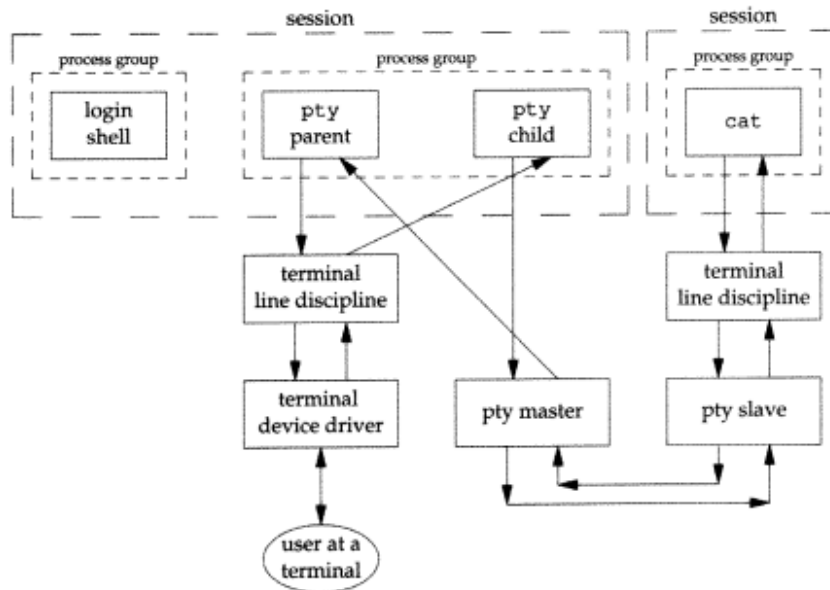 session
session
process group
process group
process group
login
shell
pty
parent
pty
child
cat
terminal
line discipline
terminal
line discipline
terminal
device driver
pty master
pty slave
user at a
terminal